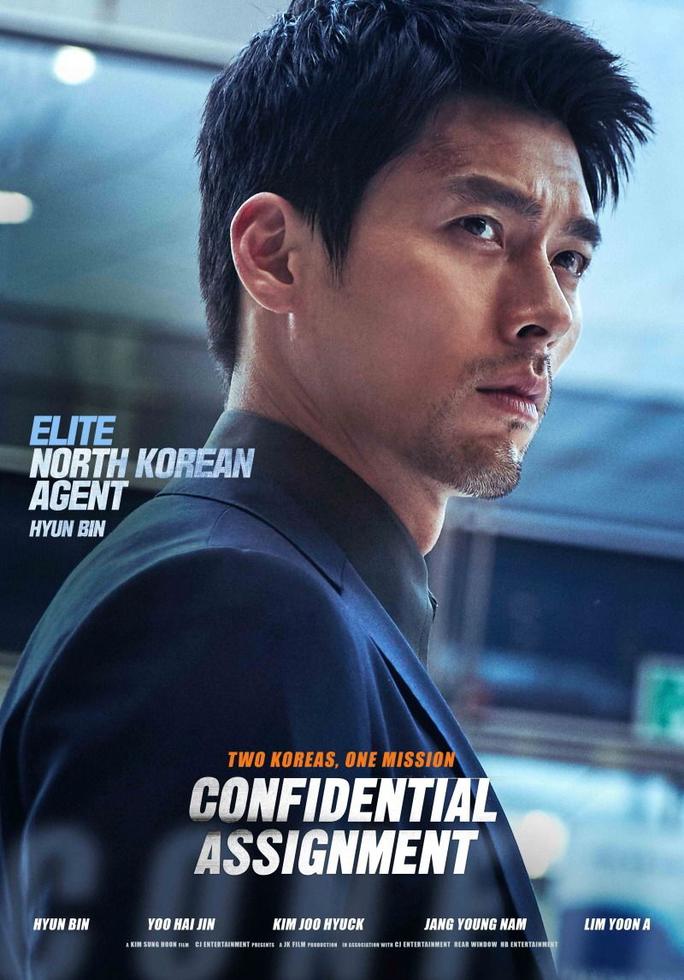 ELITE
NORTH KOREAN
AGENT
HYUN BIN
TWO KOREAS, ONE MISSION
CONFIDENTIAL
ASSIGNMENT
HYUN BIN YOO HAI JIN KIM JOO HYUCK JANG YOUNG NAM LIM YOON A
A KIM SUNG HOON FILM CJ ENTERTAINMENT PRESENTS A JK FILM PRODUCTION IN ASSOCIATION WITH CJ ENTERTAINMENT REAR WINDOW HB ENTERTAINMENT